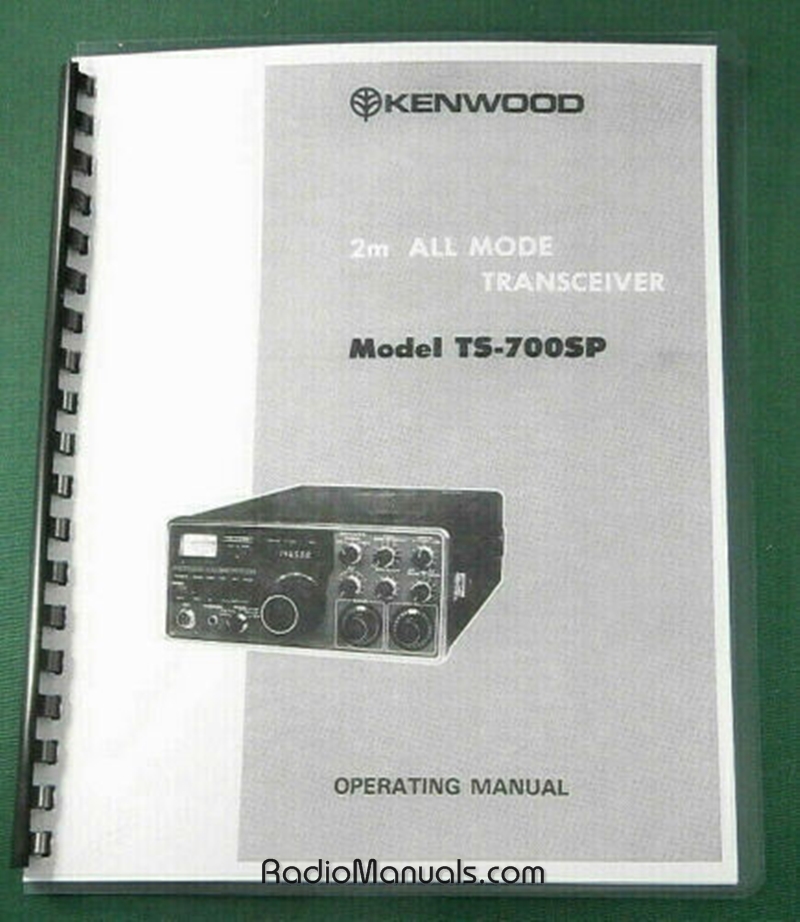 KENWOOD
2m ALL MODE
TRANSCEIVER
Model TS-700SP
OPERATING MANUAL
RadioManuals.com